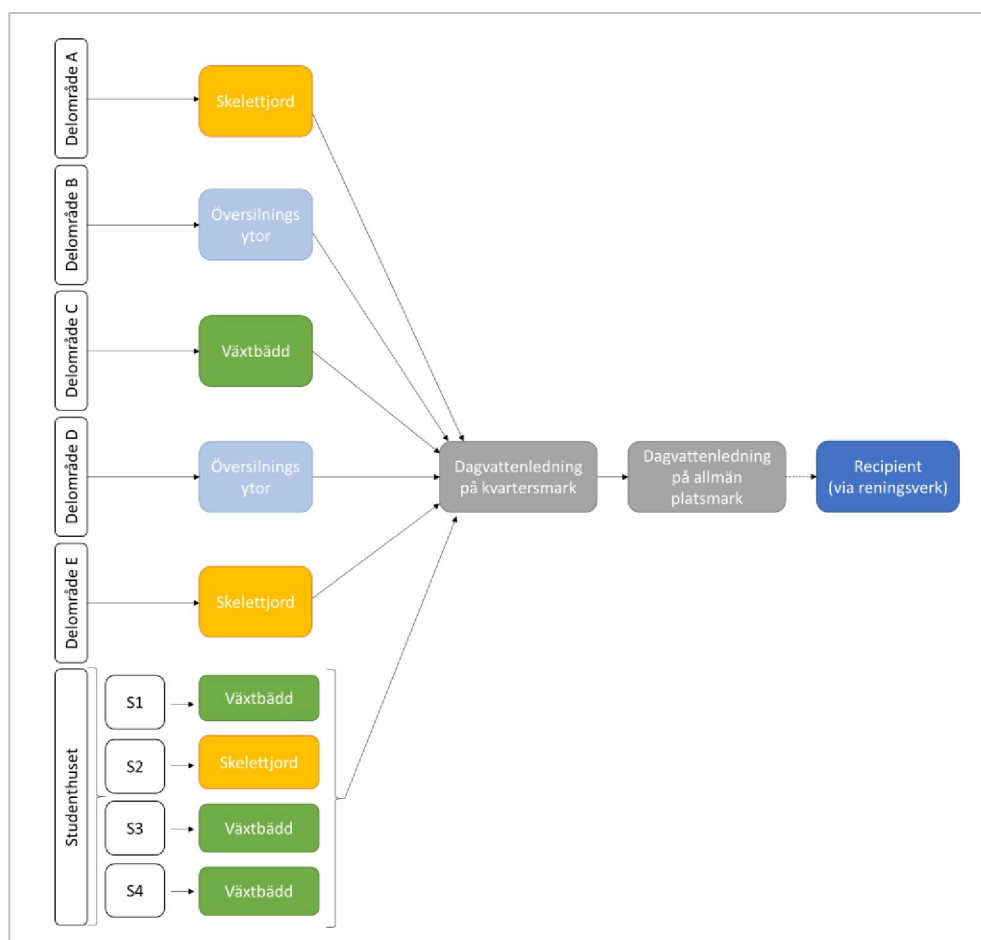 Delområde A
Skelettjord
Delområde B
Översilnings
ytor
Delområde C
Växtbädd
Delområde D
Översilnings
ytor
Dagvattenledning
på kvartersmark
Dagvattenledning
på allmän
platsmark
Recipient
(via reningsverk)
Delområde E
Skelettjord
Studenthuset
S1
Växtbädd
S2
Skelettjord
S3
Växtbädd
S4
Växtbädd